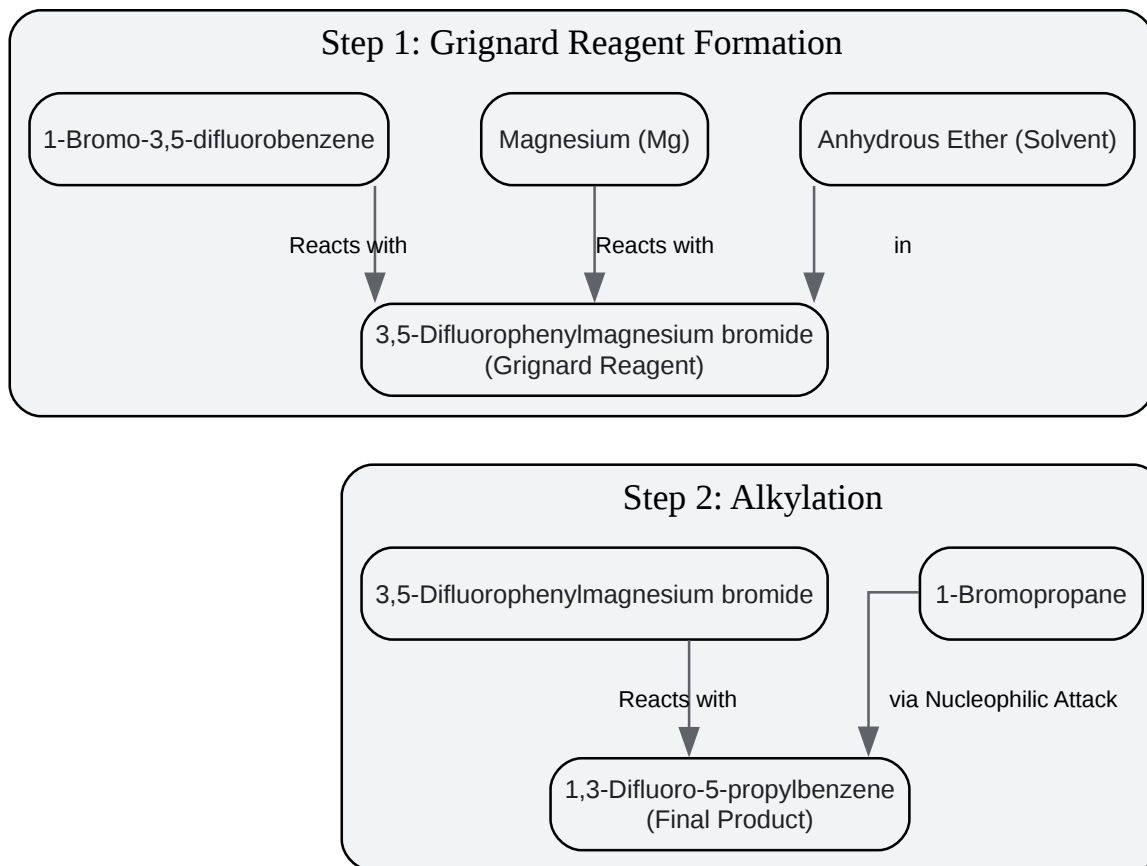 Step 1: Grignard Reagent Formation
1-Bromo-3,5-difluorobenzene
Magnesium (Mg)
Anhydrous Ether (Solvent)
Reacts with
Reacts with
in
3,5-Difluorophenylmagnesium bromide
(Grignard Reagent)
Step 2: Alkylation
3,5-Difluorophenylmagnesium bromide
1-Bromopropane
Reacts with
via Nucleophilic Attack
1,3-Difluoro-5-propylbenzene
(Final Product)